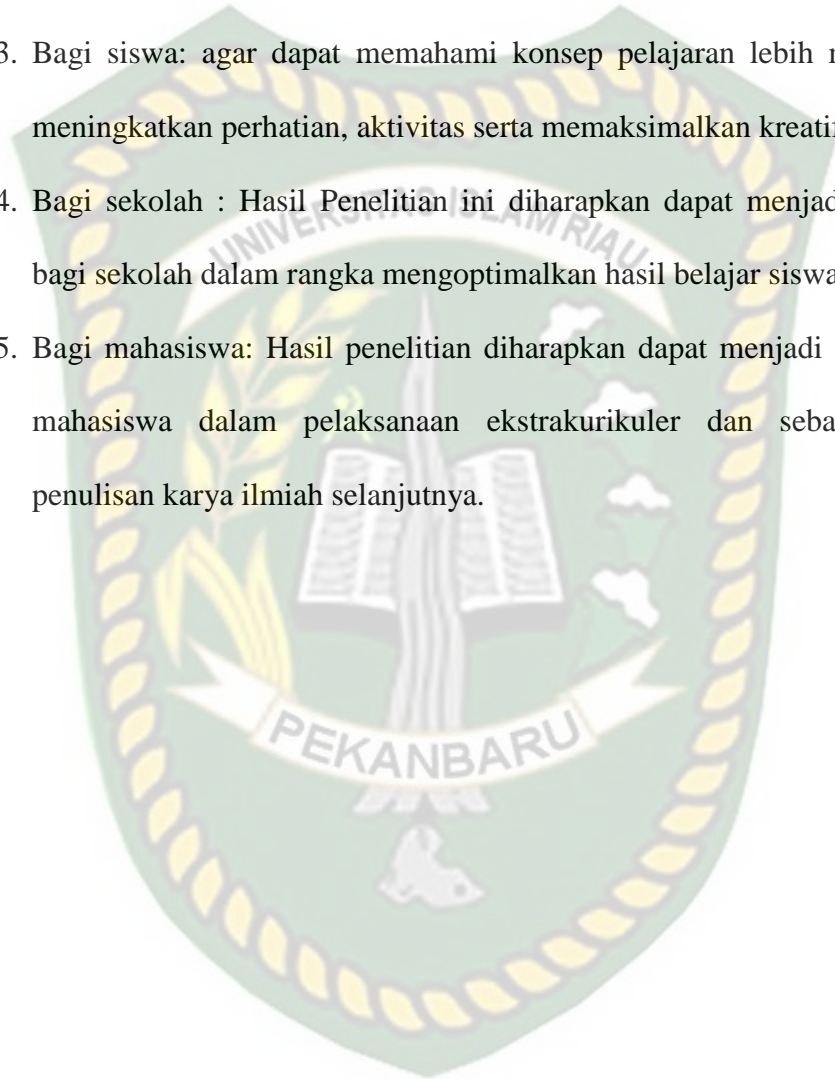 3. Bagi siswa: agar dapat memahami konsep pelajaran lebih
meningkatkan perhatian, aktivitas serta memaksimalkan
4. Bagi sekolah : Hasil Penelitian ini diharapkan dapat
bagi sekolah dalam rangka mengoptimalkan hasil belajar siswa
5. Bagi mahasiswa: Hasil penelitian diharapkan dapat menjadi
mahasiswa dalam pelaksanaan ekstrakurikuler dan
penulisan karya ilmiah selanjutnya.
UNIVERSITAS ISLAM RIAU
PEKANBARU